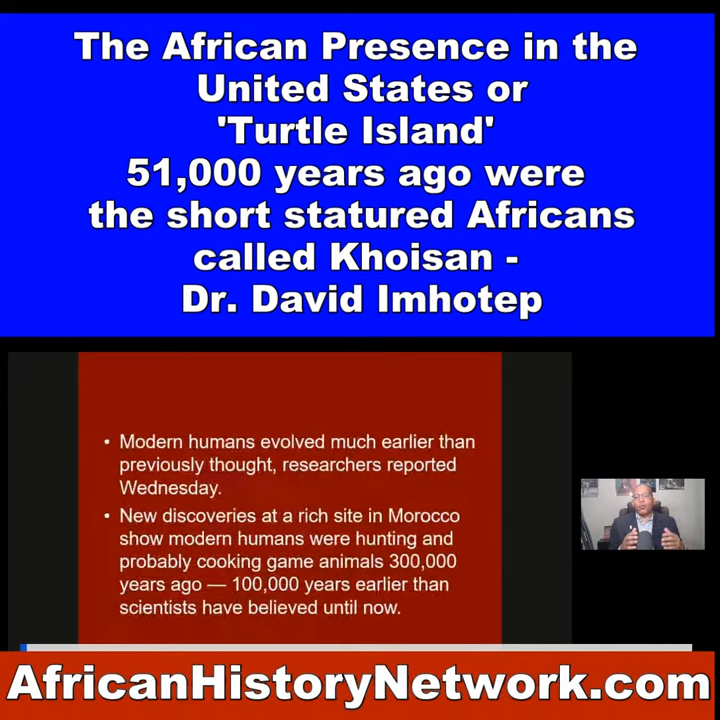 The African Presence in the
United States or
'Turtle Island'
51,000 years ago were
the short statured Africans
called Khoisan -
Dr. David Imhotep
• Modern humans evolved much earlier than
previously thought, researchers reported
Wednesday.
• New discoveries at a rich site in Morocco
show modern humans were hunting and
probably cooking game animals 300,000
years ago — 100,000 years earlier than
scientists have believed until now.
AfricanHistoryNetwork.com